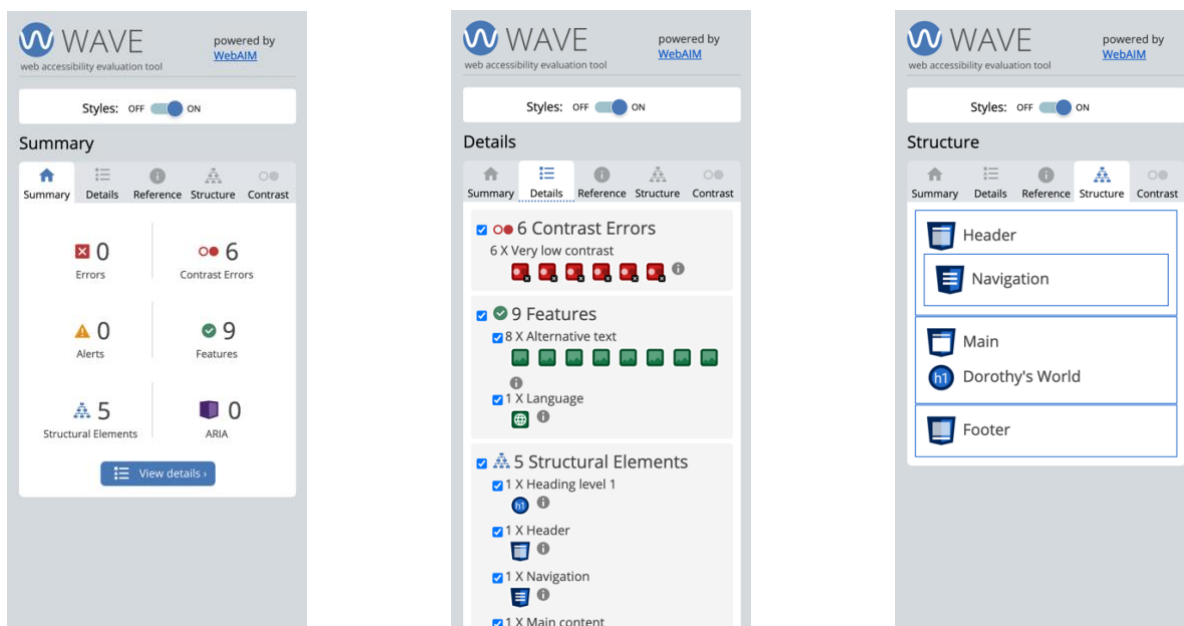 WAVE
powered by
WebAIM
web accessibility evaluation tool
Styles: OFF ON
Summary
Summary Details Reference Structure Contrast
0 6
Errors Contrast Errors
0 9
Alerts Features
5 0
Structural Elements ARIA
View details ›
WAVE
powered by
WebAIM
web accessibility evaluation tool
Styles: OFF ON
Details
Summary Details Reference Structure Contrast
6 Contrast Errors
6 X Very low contrast
9 Features
8 X Alternative text
1 X Language
5 Structural Elements
1 X Heading level 1
h1
1 X Header
1 X Navigation
1 X Main content
WAVE
powered by
WebAIM
web accessibility evaluation tool
Styles: OFF ON
Structure
Summary Details Reference Structure Contrast
Header
Navigation
Main
h1 Dorothy's World
Footer